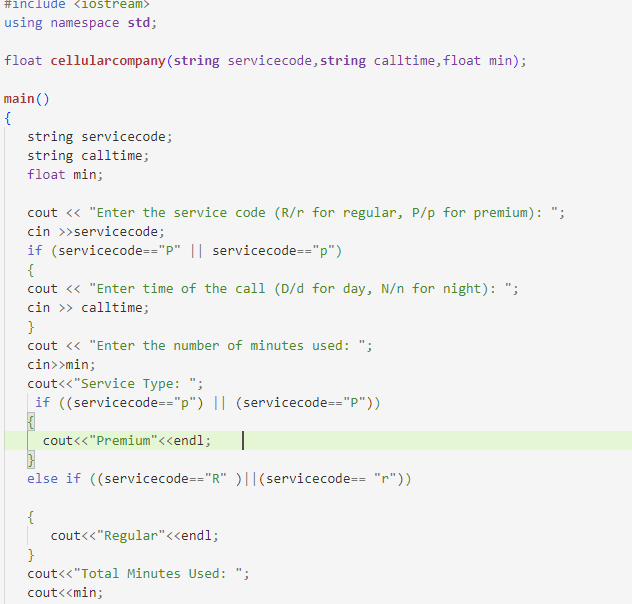 #include <iostream>
using namespace std;
float cellularcompany(string servicecode,string calltime,float min);
main()
{
string servicecode;
string calltime;
float min;
cout << "Enter the service code (R/r for regular, P/p for premium): ";
cin >>servicecode;
if (servicecode=="P" || servicecode=="p")
{
cout << "Enter time of the call (D/d for day, N/n for night): ";
cin >> calltime;
}
cout << "Enter the number of minutes used: ";
cin>>min;
cout<<"Service Type: ";
if ((servicecode=="p") || (servicecode=="P"))
{
cout<<"Premium"<<endl;
}
else if ((servicecode=="R" )||(servicecode== "r"))
{
cout<<"Regular"<<endl;
}
cout<<"Total Minutes Used: ";
cout<<min;